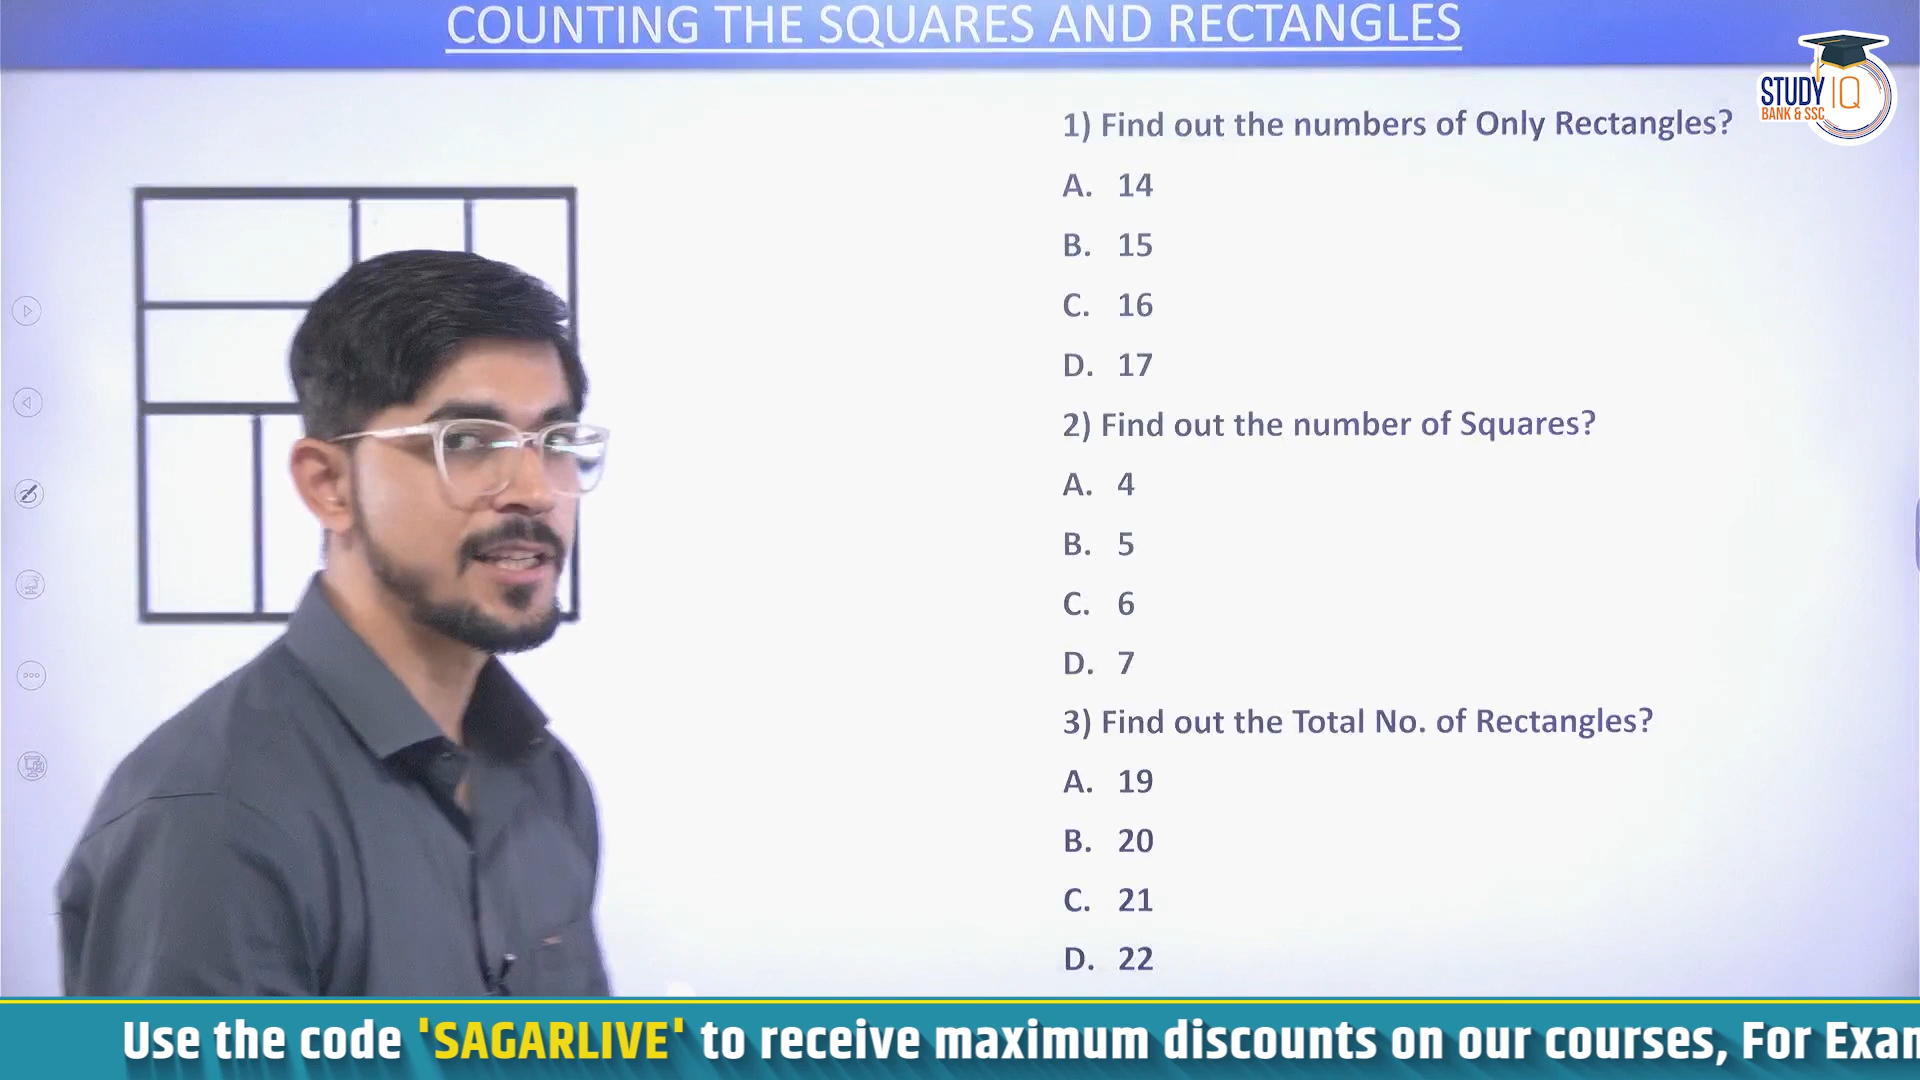 COUNTING THE SQUARES AND RECTANGLES
STUDY IQ
BANK & SSC
1) Find out the numbers of Only Rectangles?
A. 14
B. 15
C. 16
D. 17
2) Find out the number of Squares?
A. 4
B. 5
C. 6
D. 7
3) Find out the Total No. of Rectangles?
A. 19
B. 20
C. 21
D. 22
Use the code 'SAGARLIVE' to receive maximum discounts on our courses, For Exan